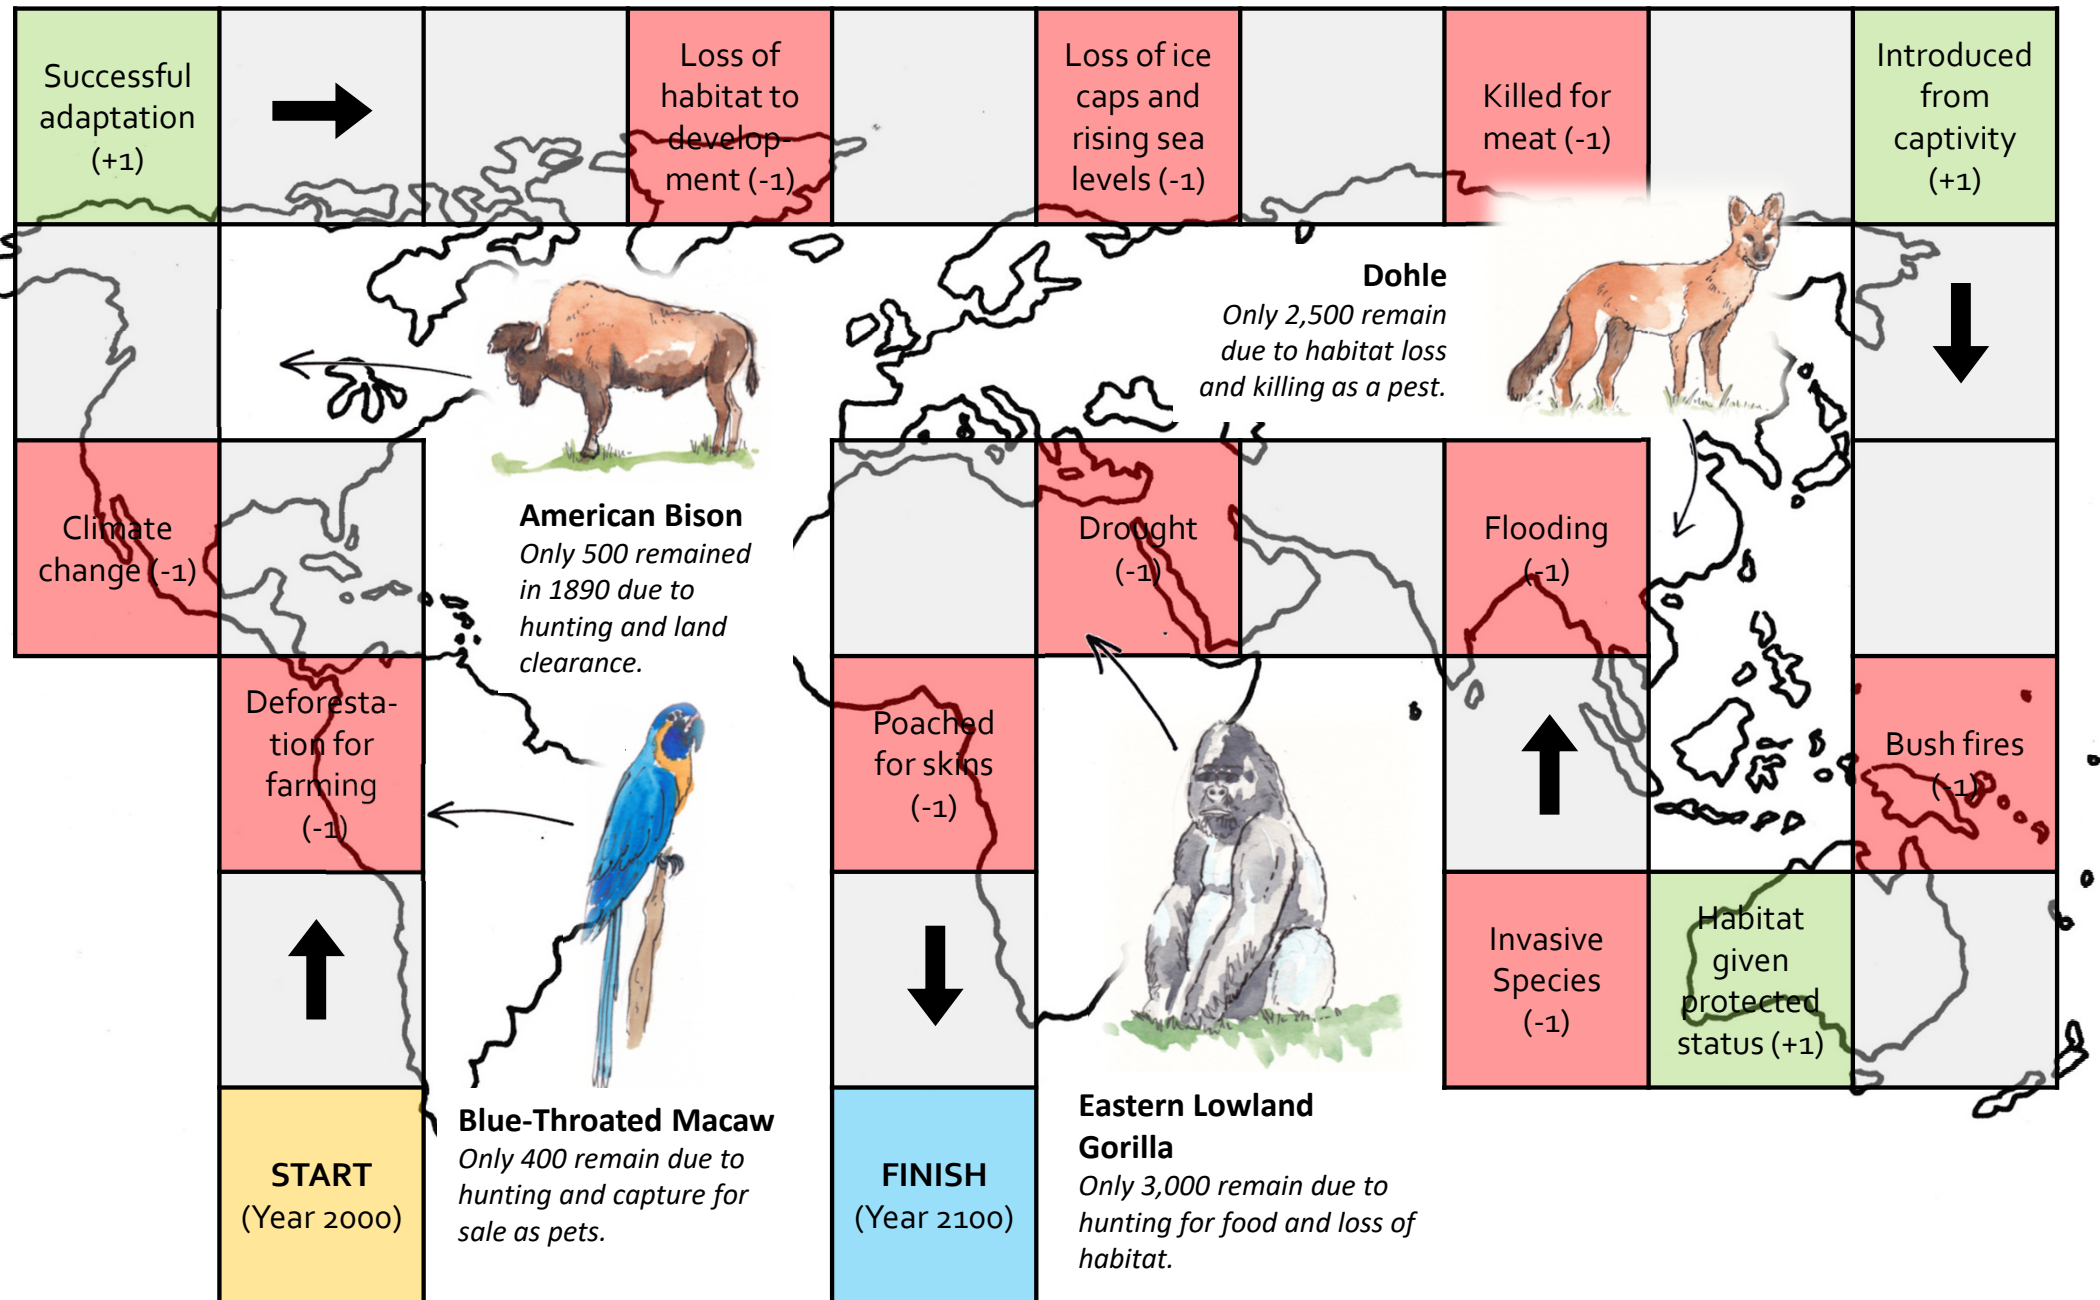 Successful
adaptation
(+1)
Loss of
habitat to
develop-
ment (-1)
Loss of ice
caps and
rising sea
levels (-1)
Killed for
meat (-1)
Introduced
from
captivity
(+1)
Dohle
Only 2,500 remain
due to habitat loss
and killing as a pest.
American Bison
Only 500 remained
in 1890 due to
hunting and land
clearance.
Climate
change (-1)
Drought
(-1)
Flooding
(-1)
Deforesta-
tion for
farming
(-1)
Poached
for skins
(-1)
Bush fires
(-1)
Invasive
Species
(-1)
Habitat
given
protected
status (+1)
START
(Year 2000)
Blue-Throated Macaw
Only 400 remain due to
hunting and capture for
sale as pets.
FINISH
(Year 2100)
Eastern Lowland
Gorilla
Only 3,000 remain due to
hunting for food and loss of
habitat.